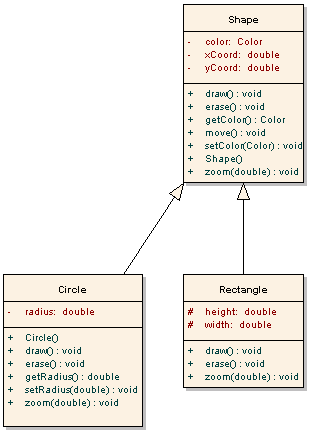 Shape
- color: Color
- xCoord: double
- yCoord: double
+ draw() : void
+ erase() : void
+ getColor() : Color
+ move() : void
+ setColor(Color) : void
+ Shape()
+ zoom(double) : void
Circle
- radius: double
+ Circle()
+ draw() : void
+ erase() : void
+ getRadius() : double
+ setRadius(double) : void
+ zoom(double) : void
Rectangle
# height: double
# width: double
+ draw() : void
+ erase() : void
+ zoom(double) : void